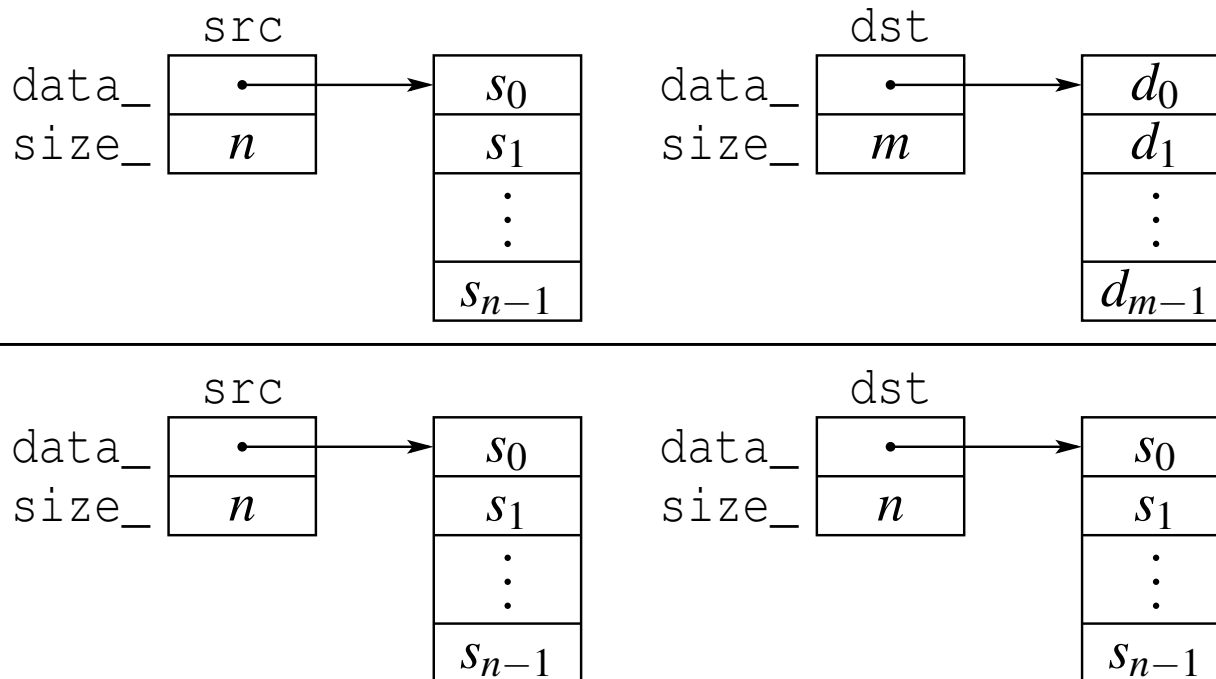 src dst
data_ s0 data_ d0
size_ n s1 size_ m d1
⋮ ⋮
sn−1 dm−1
src dst
data_ s0 data_ s0
size_ n s1 size_ n s1
⋮ ⋮
sn−1 sn−1